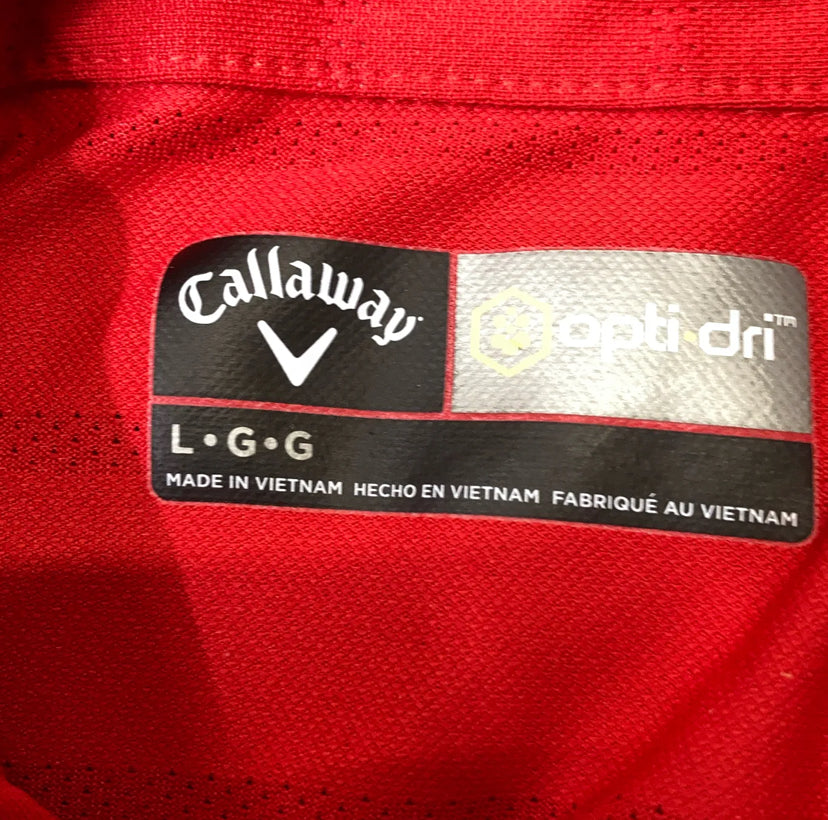 Callaway
opti·dri™
L•G•G
MADE IN VIETNAM HECHO EN VIETNAM FABRIQUÉ AU VIETNAM